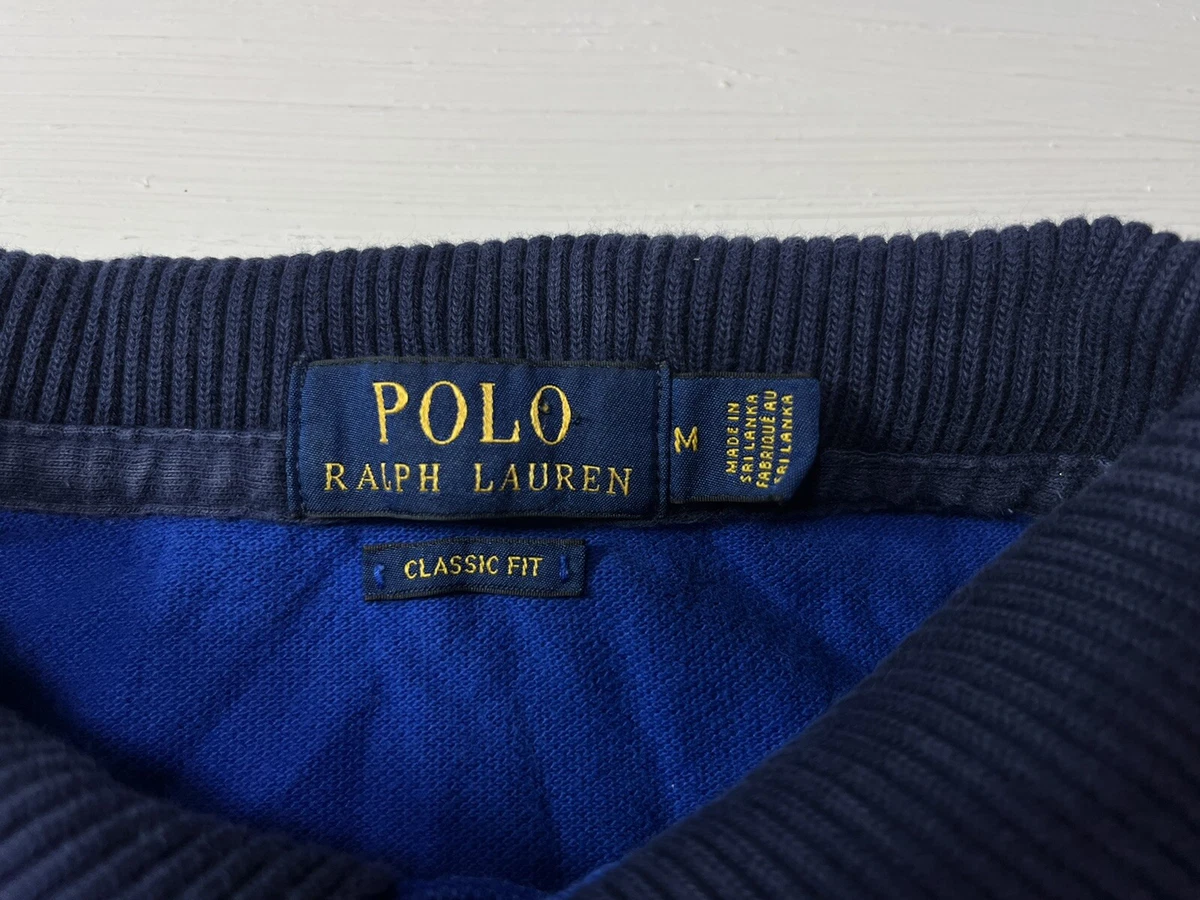 POLO
RALPH LAUREN
M
MADE IN
SRI LANKA
FABRIQUÉ AU
SRI LANKA
CLASSIC FIT